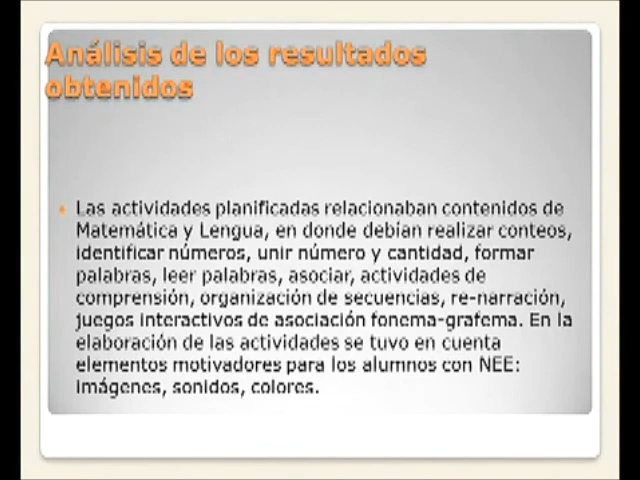 Análisis de los resultados
obtenidos
Las actividades planificadas relacionaban contenidos de
Matemática y Lengua, en donde debían realizar conteos,
identificar números, unir número y cantidad, formar
palabras, leer palabras, asociar, actividades de
comprensión, organización de secuencias, re-narración,
juegos interactivos de asociación fonema-grafema. En la
elaboración de las actividades se tuvo en cuenta
elementos motivadores para los alumnos con NEE:
imágenes, sonidos, colores.